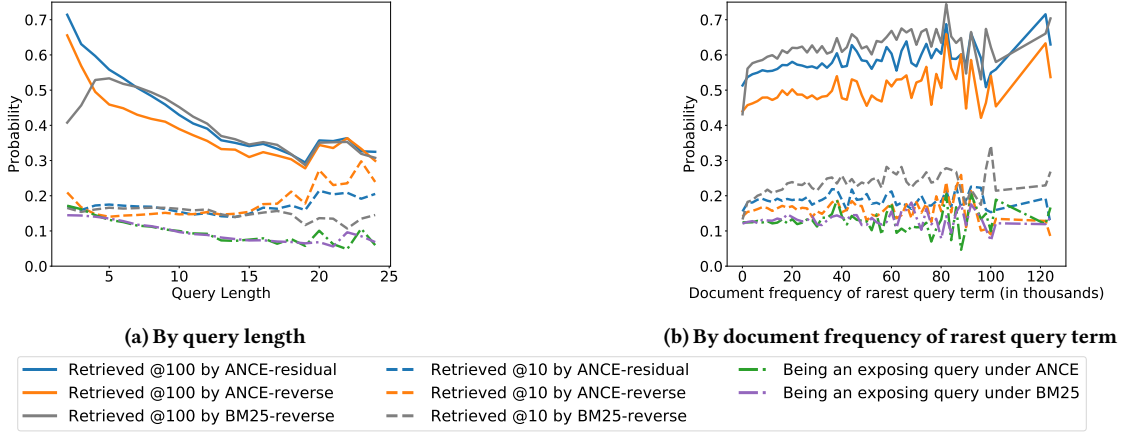 0.7
0.6
0.5
0.4
0.3
0.2
0.1
0.0
Probability
5 10 15 20 25
Query Length
(a) By query length
0.7
0.6
0.5
0.4
0.3
0.2
0.1
0.0
Probability
0 20 40 60 80 100 120
Document frequency of rarest query term (in thousands)
(b) By document frequency of rarest query term
Retrieved @100 by ANCE-residual
Retrieved @100 by ANCE-reverse
Retrieved @100 by BM25-reverse
Retrieved @10 by ANCE-residual
Retrieved @10 by ANCE-reverse
Retrieved @10 by BM25-reverse
Being an exposing query under ANCE
Being an exposing query under BM25